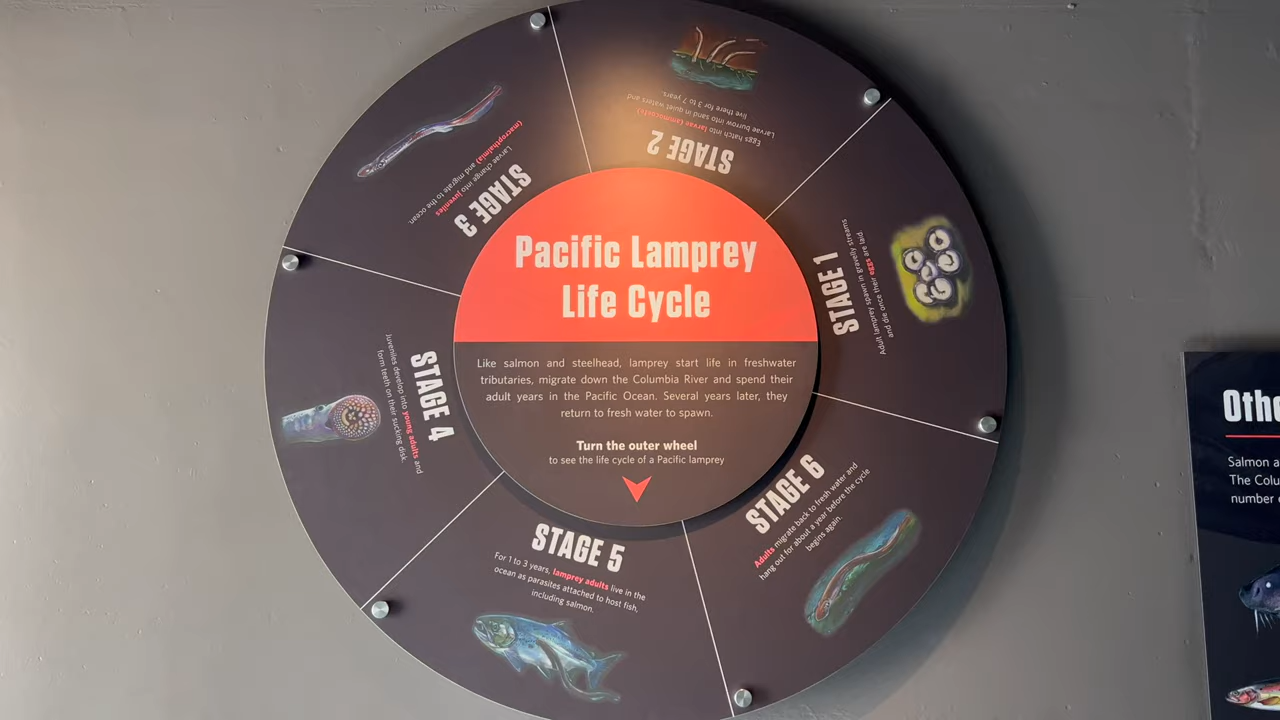 Pacific Lamprey
Life Cycle
Like salmon and steelhead, lamprey start life in freshwater
tributaries, migrate down the Columbia River and spend their
adult years in the Pacific Ocean. Several years later, they
return to fresh water to spawn.
Turn the outer wheel
to see the life cycle of a Pacific lamprey
STAGE 1
Adult lamprey spawn in gravelly streams
and die once their eggs are laid.
STAGE 2
Eggs hatch into larvae (ammocoete)
Larvae burrow into sand in quiet waters and
live there for 3 to 7 years.
STAGE 3
Larvae change into juveniles
(macropthalmia) and migrate to the ocean.
STAGE 4
Juveniles develop into young adults and
form teeth on their sucking disk.
STAGE 5
For 1 to 3 years, lamprey adults live in the
ocean as parasites attached to host fish,
including salmon.
STAGE 6
Adults migrate back to fresh water and
hang out for about a year before the cycle
begins again.
Othe
Salmon a
The Colu
number o